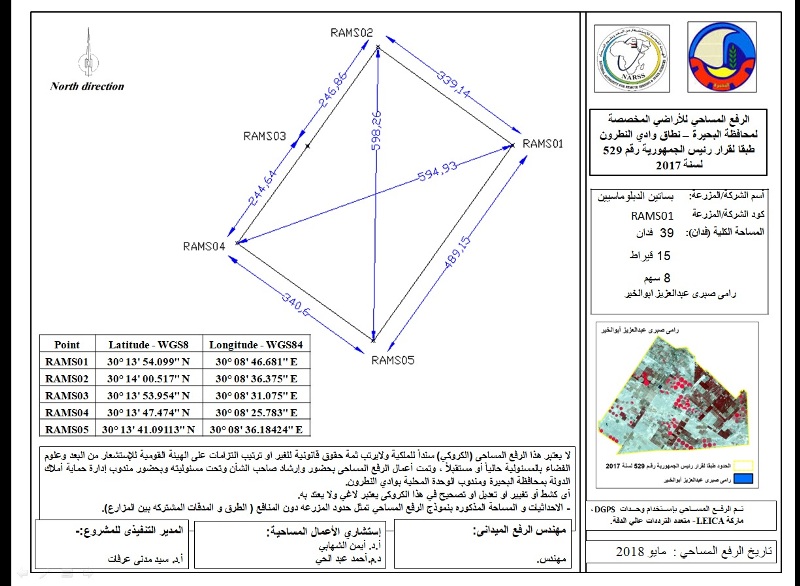 North direction
RAMS02
246,86
339,14
RAMS03
598,26
RAMS01
594,93
244,64
RAMS04
489,15
340,6
RAMS05
Point Latitude - WGS8 Longitude - WGS84
RAMS01 30° 13' 54.099'' N 30° 08' 46.681'' E
RAMS02 30° 14' 00.517'' N 30° 08' 36.375'' E
RAMS03 30° 13' 53.954'' N 30° 08' 31.075'' E
RAMS04 30° 13' 47.474'' N 30° 08' 25.783'' E
RAMS05 30° 13' 41.09113'' N 30° 08' 36.18424'' E
لا يعتبر هذا الرفع المساحي (الكروكي) سنداً للملكية ولايرتب ثمة حقوق قانونية للغير او ترتيب التزامات على الهيئة القومية للإستشعار من البعد وعلوم
الفضاء بالمسئولية حالياً أو مستقبلاً ، وتمت أعمال الرفع المساحى بحضور وإرشاد صاحب الشأن وتحت مسئوليته وبحضور مندوب إدارة حماية أملاك
الدولة بمحافظة البحيرة ومندوب الوحدة المحلية بوادي النطرون.
أى كشط أو تغيير أو تعديل او تصحيح في هذا الكروكي يعتبر لاغي ولا يعتد به.
- الاحداثيات و المساحة المذكوره بنموذج الرفع المساحي تمثل حدود المزرعه دون المنافع ( الطرق و المدقات المشتركه بين المزارع).
مهندس الرفع الميدانى:
مهندس.
إستشاري الأعمال المساحية:
أ.د. أيمن الشهابي
د.م.أحمد عبد الحي
المدير التنفيذى للمشروع:-
أ.د. سيد مدنى عرفات
NARSS
البحيرة
الرفع المساحي للأراضي المخصصة
لمحافظة البحيرة – نطاق وادي النطرون
طبقا لقرار رئيس الجمهورية رقم 529
لسنة 2017
أسم الشركة/المزرعة: بساتين الدبلوماسيين
كود الشركة/المزرعة RAMS01
المساحة الكلية (فدان): 39 فدان
15 قيراط
8 سهم
رامى صبرى عبدالعزيز ابوالخير
رامى صبرى عبدالعزيز ابوالخير
الحدود طبقا لقرار رئيس الجمهورية رقم 529 لسنة 2017
رامى صبرى عبدالعزيز ابوالخير
تم الرفع المساحي بإستخدام وحدات DGPS -
ماركة LEICA - متعدد الترددات عالي الدقة.
تاريخ الرفع المساحي : مايو 2018